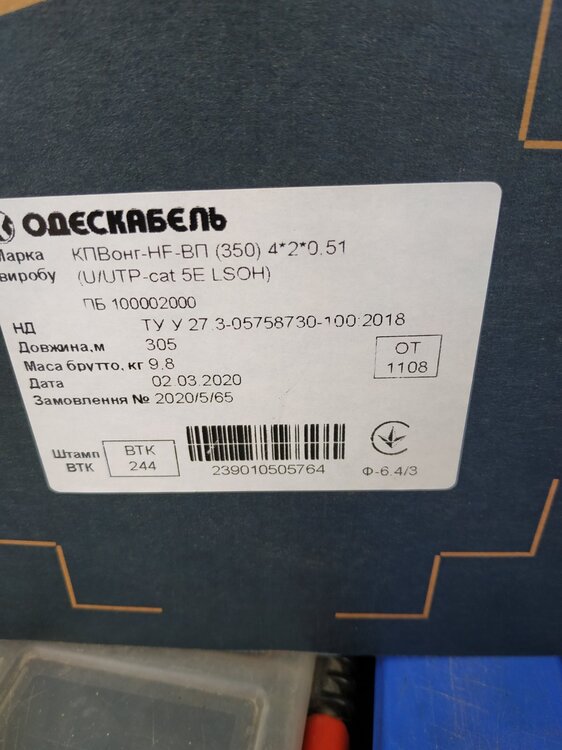 ОДЕСКАБЕЛЬ
Марка КПВонг-HF-ВП (350) 4*2*0.51
виробу (U/UTP-cat 5E LSOH)
ПБ 100002000
НД ТУ У 27.3-05758730-100:2018
Довжина,м 305
Маса брутто, кг 9.8
Дата 02.03.2020
Замовлення № 2020/5/65
ОТ
1108
Штамп
ВТК
ВТК
244
239010505764
Ф-6.4/3